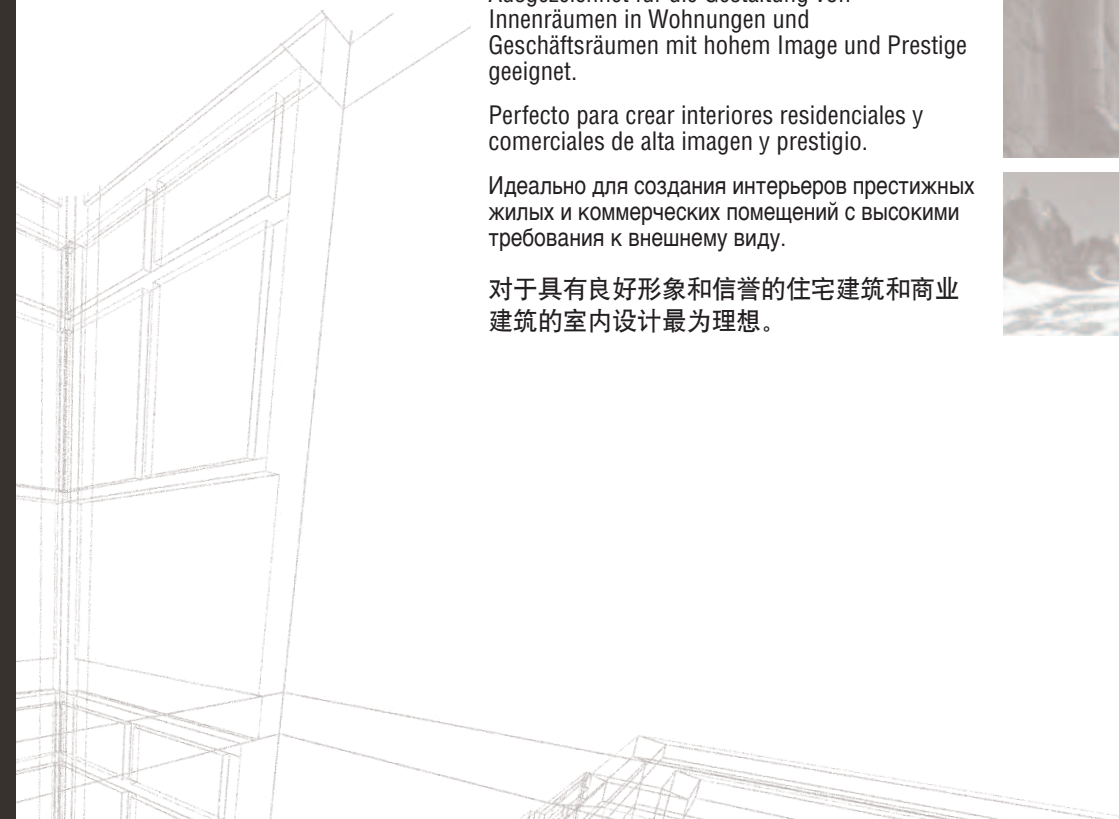 Innenräumen in Wohnungen und
Geschäftsräumen mit hohem Image und Prestige
geeignet.
Perfecto para crear interiores residenciales y
comerciales de alta imagen y prestigio.
Идеально для создания интерьеров престижных
жилых и коммерческих помещений с высокими
требования к внешнему виду.
对于具有良好形象和信誉的住宅建筑和商业
建筑的室内设计最为理想。